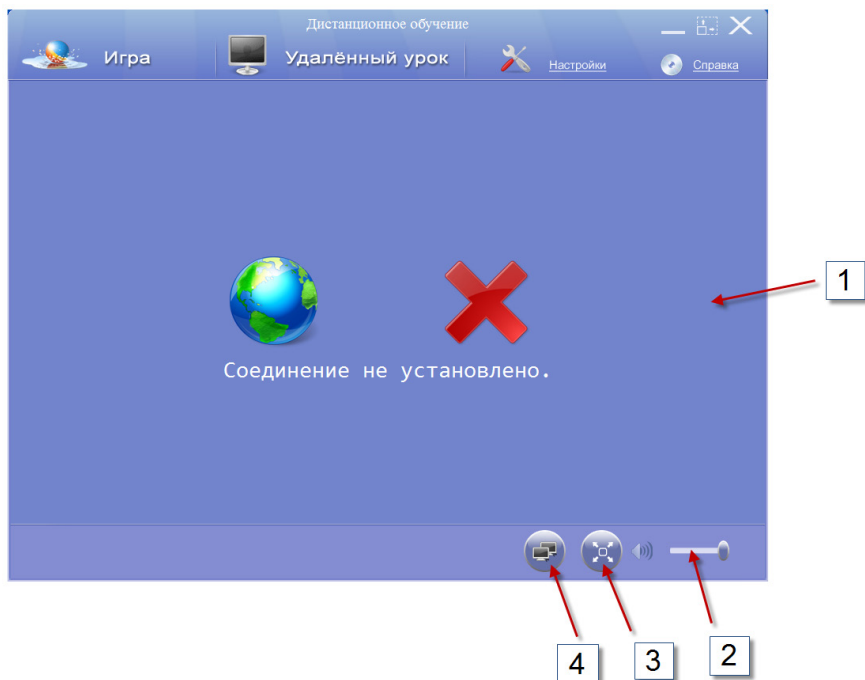 Дистанционное обучение
Игра
Удалённый урок
Настройки
Справка
1
Соединение не установлено.
4
3
2